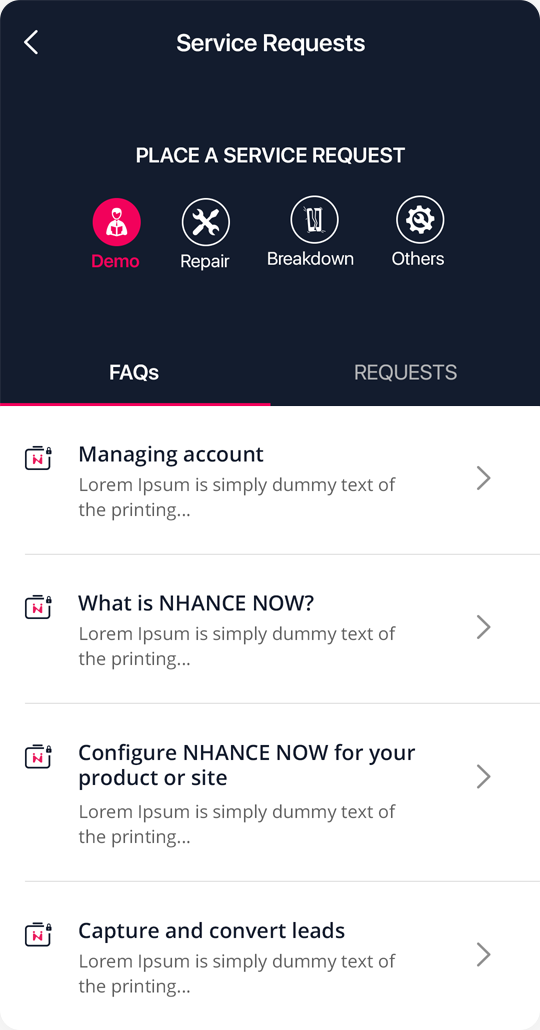 Service Requests
PLACE A SERVICE REQUEST
Demo
Repair
Breakdown
Others
FAQs
REQUESTS
Managing account
Lorem Ipsum is simply dummy text of
the printing...
What is NHANCE NOW?
Lorem Ipsum is simply dummy text of
the printing...
Configure NHANCE NOW for your
product or site
Lorem Ipsum is simply dummy text of
the printing...
Capture and convert leads
Lorem Ipsum is simply dummy text of
the printing...